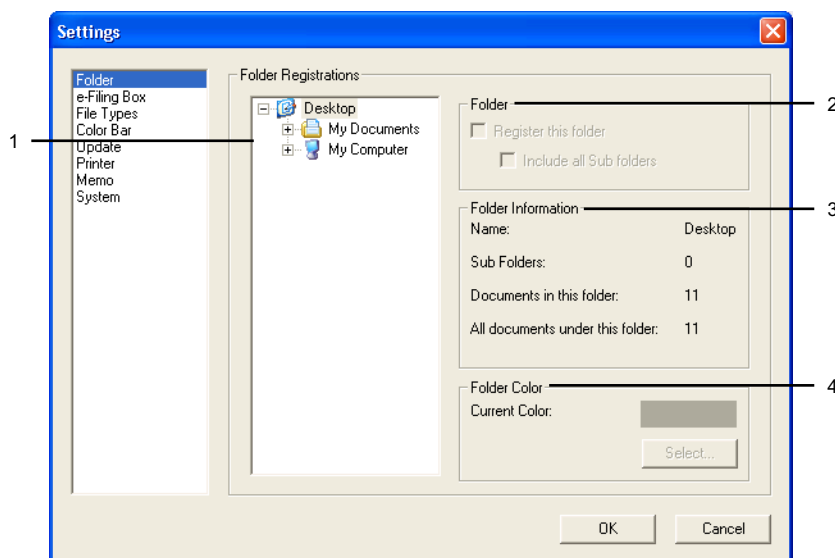 Settings
Folder
e-Filing Box
File Types
Color Bar
Update
Printer
Memo
System
Folder Registrations
Desktop
My Documents
My Computer
Folder
Register this folder
Include all Sub folders
Folder Information
Name: Desktop
Sub Folders: 0
Documents in this folder: 11
All documents under this folder: 11
Folder Color
Current Color:
Select...
OK Cancel
1
2
3
4